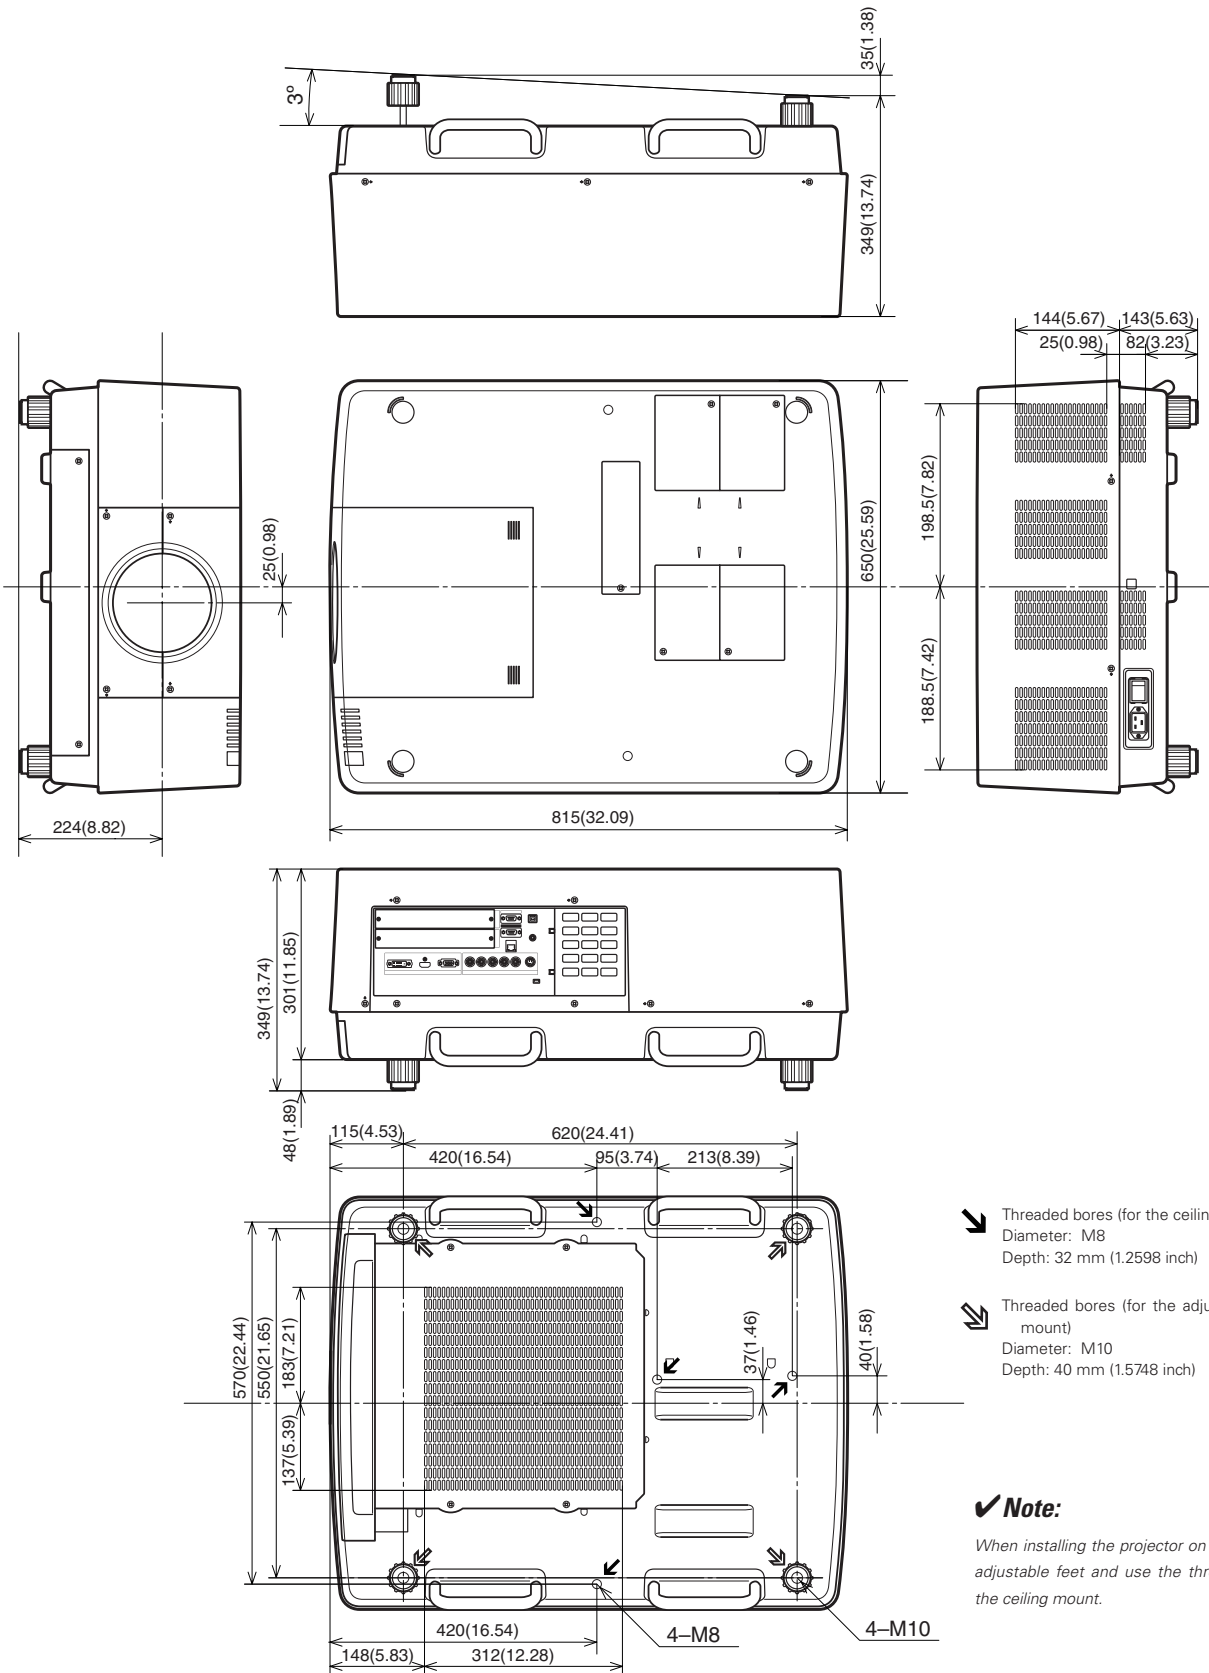 35(1.38)
3°
349(13.74)
144(5.67)
143(5.63)
25(0.98)
82(3.23)
198.5(7.82)
25(0.98)
650(25.59)
188.5(7.42)
224(8.82)
815(32.09)
349(13.74)
301(11.85)
48(1.89)
115(4.53)
620(24.41)
420(16.54)
95(3.74)
213(8.39)
Threaded bores (for the ceilin
Diameter: M8
Depth: 32 mm (1.2598 inch)
Threaded bores (for the adju
mount)
Diameter: M10
Depth: 40 mm (1.5748 inch)
570(22.44)
550(21.65)
183(7.21)
37(1.46)
40(1.58)
137(5.39)
✔Note:
When installing the projector on
adjustable feet and use the thr
the ceiling mount.
420(16.54)
4–M8
4–M10
148(5.83)
312(12.28)